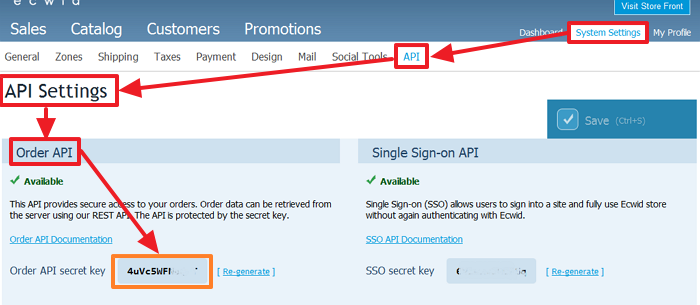 ecwid
Visit Store Front
Sales Catalog Customers Promotions
Dashboard System Settings My Profile
General Zones Shipping Taxes Payment Design Mail Social Tools API
API Settings
Save (Ctrl+S)
Order API
Available
This API provides secure access to your orders. Order data can be retrieved from
the server using our REST API. The API is protected by the secret key.
Order API Documentation
Order API secret key 4uVc5WF [ Re-generate ]
Single Sign-on API
Available
Single Sign-on (SSO) allows users to sign into a site and fully use Ecwid store
without again authenticating with Ecwid.
SSO API Documentation
SSO secret key [ Re-generate ]